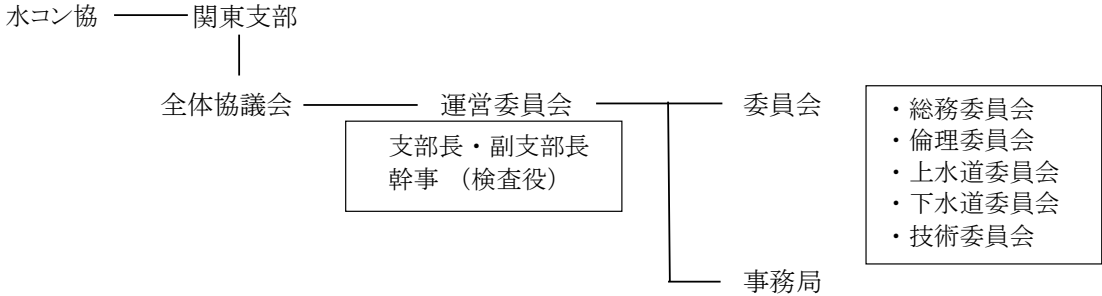 水コン協 関東支部
全体協議会 運営委員会 委員会
支部長・副支部長
幹事 （検査役）
・総務委員会
・倫理委員会
・上水道委員会
・下水道委員会
・技術委員会
事務局